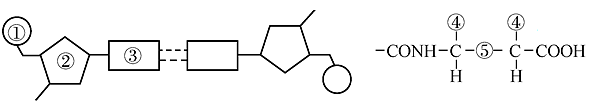 ① ② ③
④ ④
–CONH–C–⑤–C–COOH
H H